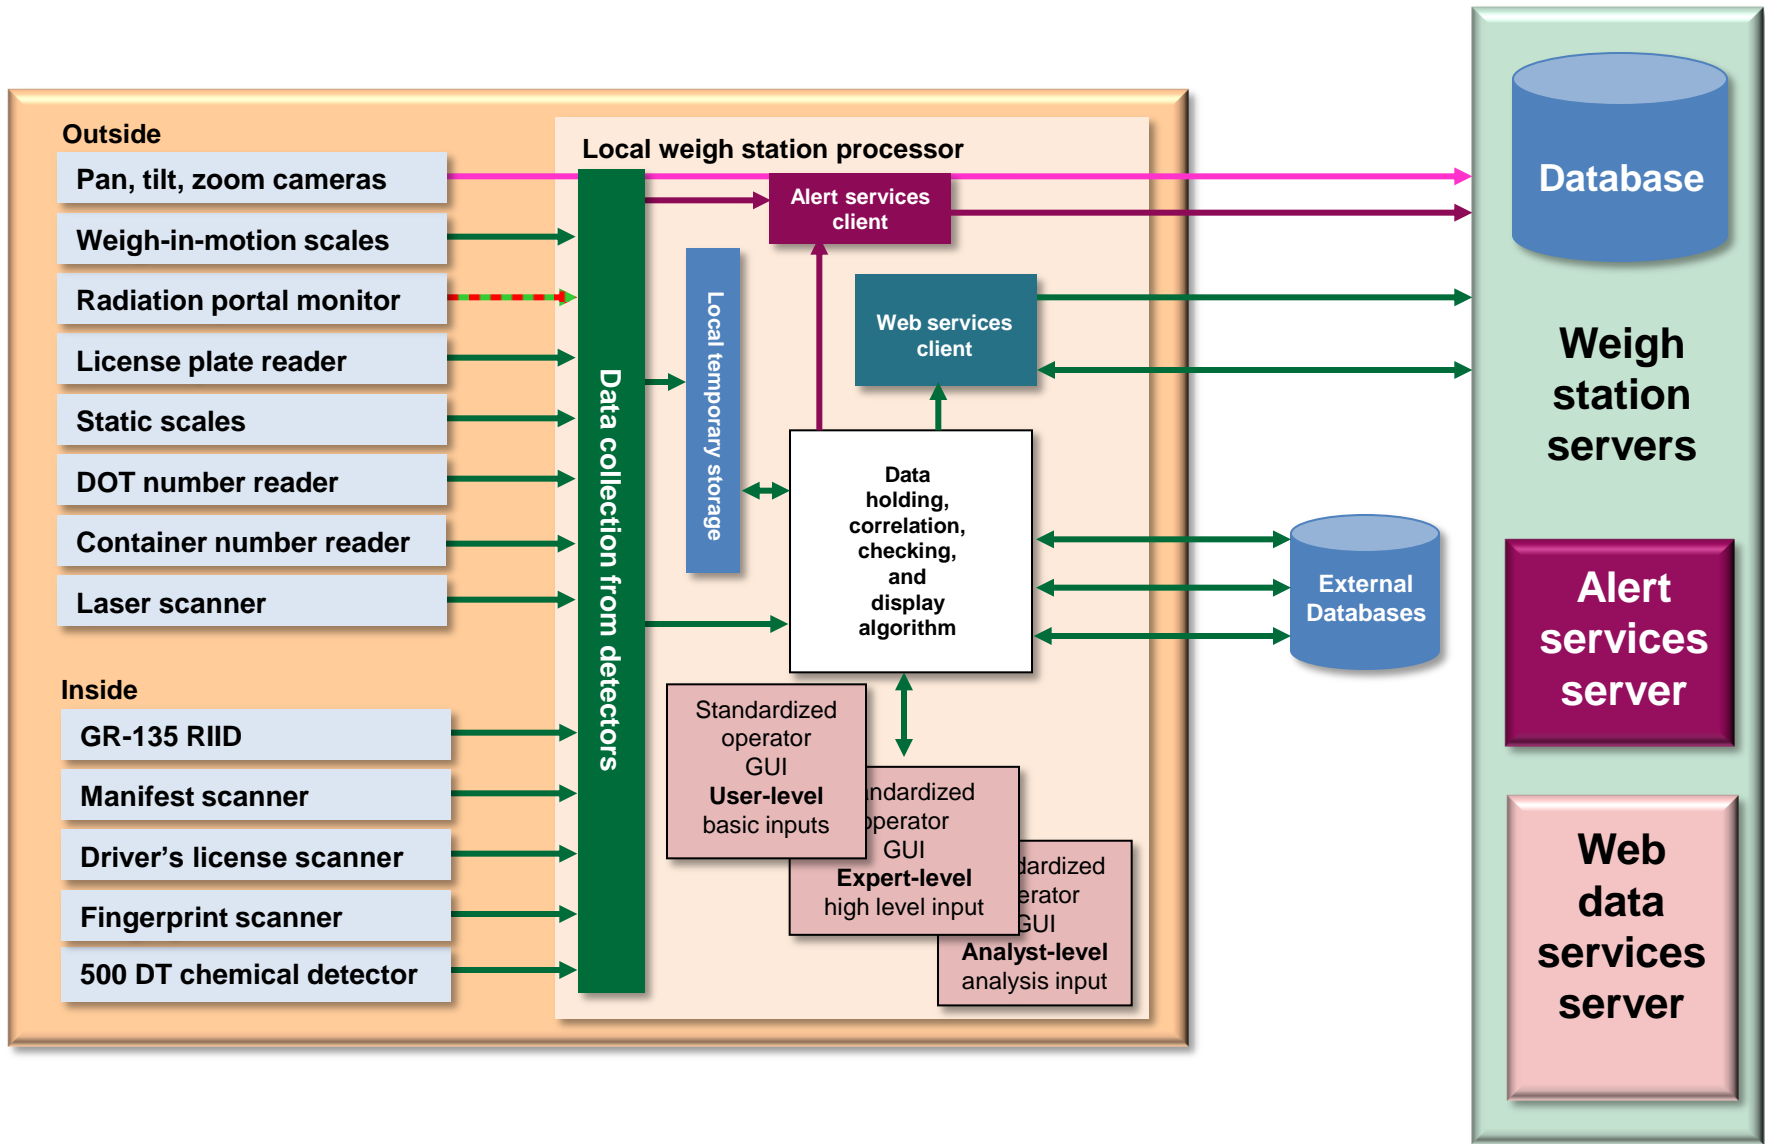 Outside
Pan, tilt, zoom cameras
Weigh-in-motion scales
Radiation portal monitor
License plate reader
Static scales
DOT number reader
Container number reader
Laser scanner
Inside
GR-135 RIID
Manifest scanner
Driver's license scanner
Fingerprint scanner
500 DT chemical detector
Local weigh station processor
Data collection from detectors
Local temporary storage
Alert services
client
Web services
client
Data
holding,
correlation,
checking,
and
display
algorithm
Standardized
operator
GUI
User-level
basic inputs
ndardized
operator
GUI
Expert-level
high level input
dardized
erator
GUI
Analyst-level
analysis input
External
Databases
Database
Weigh
station
servers
Alert
services
server
Web
data
services
server